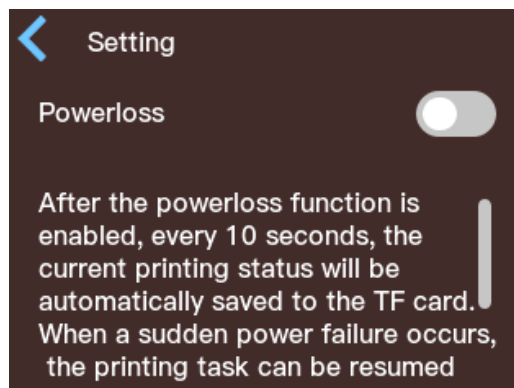 Setting
Powerloss
After the powerloss function is
enabled, every 10 seconds, the
current printing status will be
automatically saved to the TF card.
When a sudden power failure occurs,
the printing task can be resumed